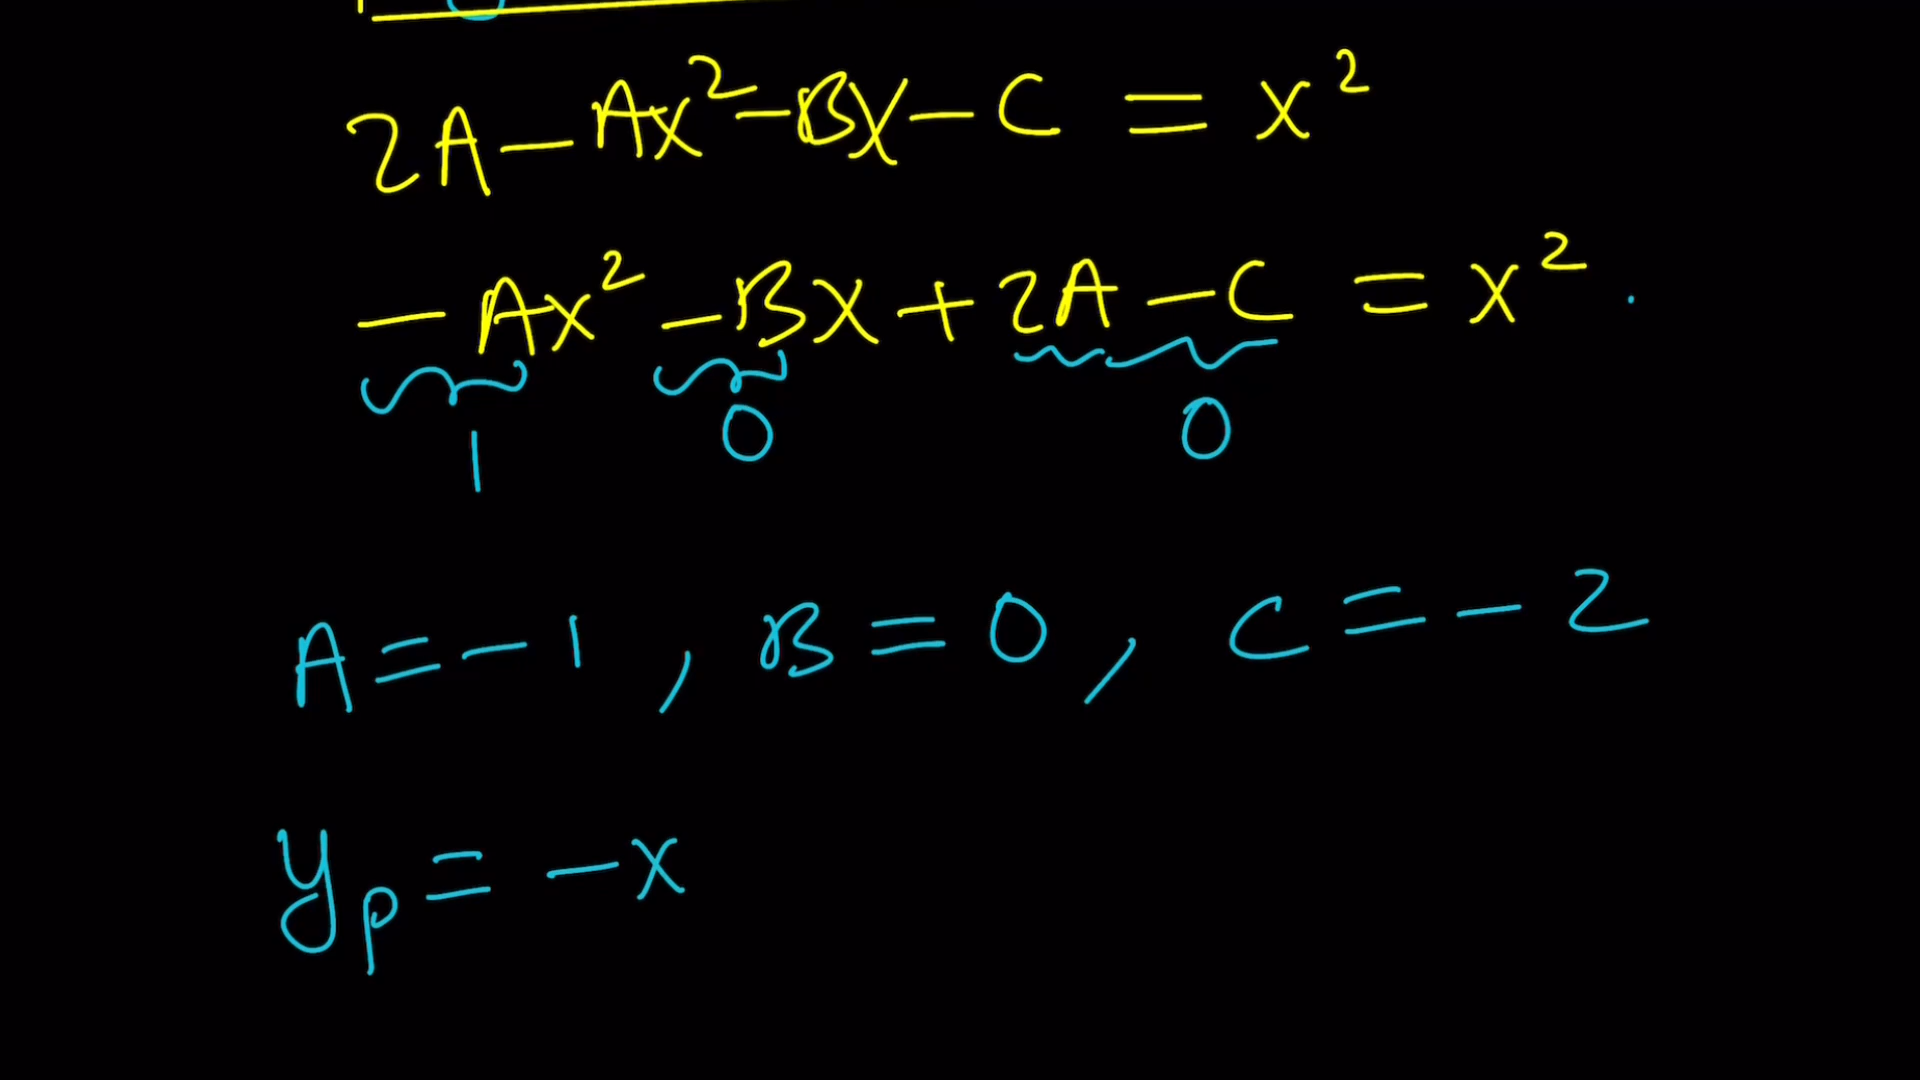 2A - Ax² - Bx - C = x²
- Ax² - Bx + 2A - C = x²
1 0 0
A = -1 , B = 0 , C = -2
yₚ = -x